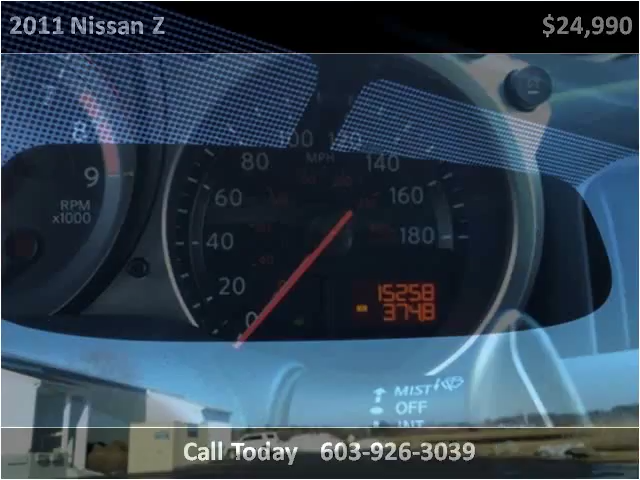 2011 Nissan Z $24,990
8
9
RPM
x1000
100 120
MPH
80 140
60 160
40 180
20
0
15258
3748
MIST
OFF
INT
Call Today 603-926-3039